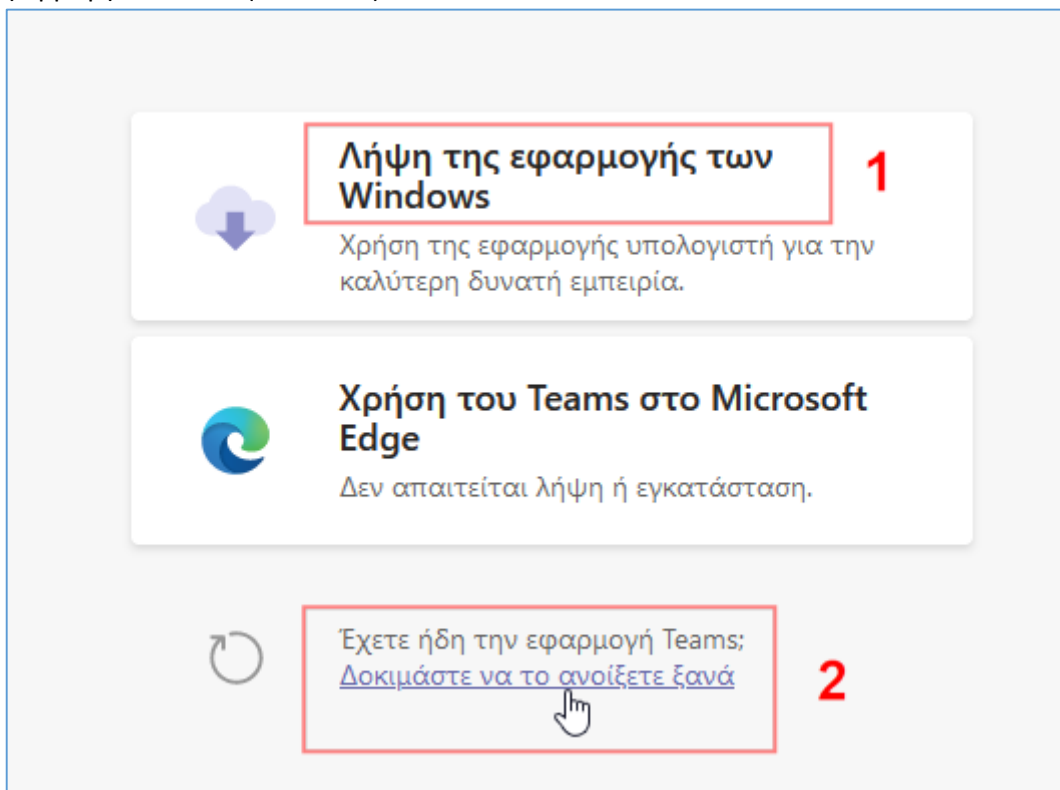 Λήψη της εφαρμογής των
Windows
1
Χρήση της εφαρμογής υπολογιστή για την
καλύτερη δυνατή εμπειρία.
Χρήση του Teams στο Microsoft
Edge
Δεν απαιτείται λήψη ή εγκατάσταση.
Έχετε ήδη την εφαρμογή Teams;
Δοκιμάστε να το ανοίξετε ξανά
2